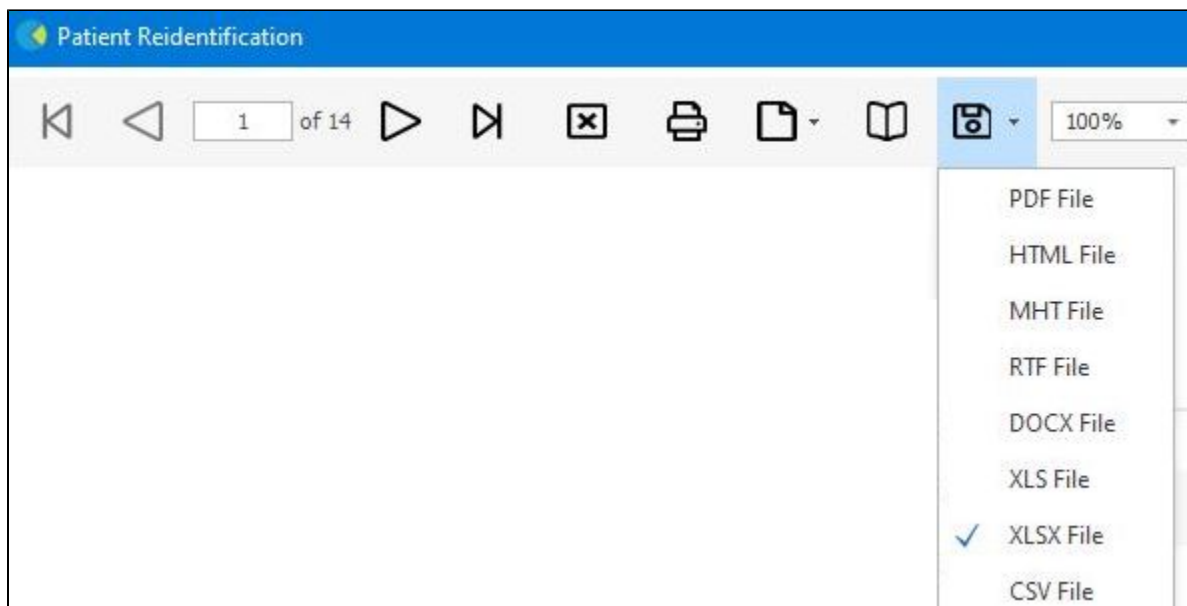 Patient Reidentification
1 of 14 100%
PDF File
HTML File
MHT File
RTF File
DOCX File
XLS File
XLSX File
CSV File